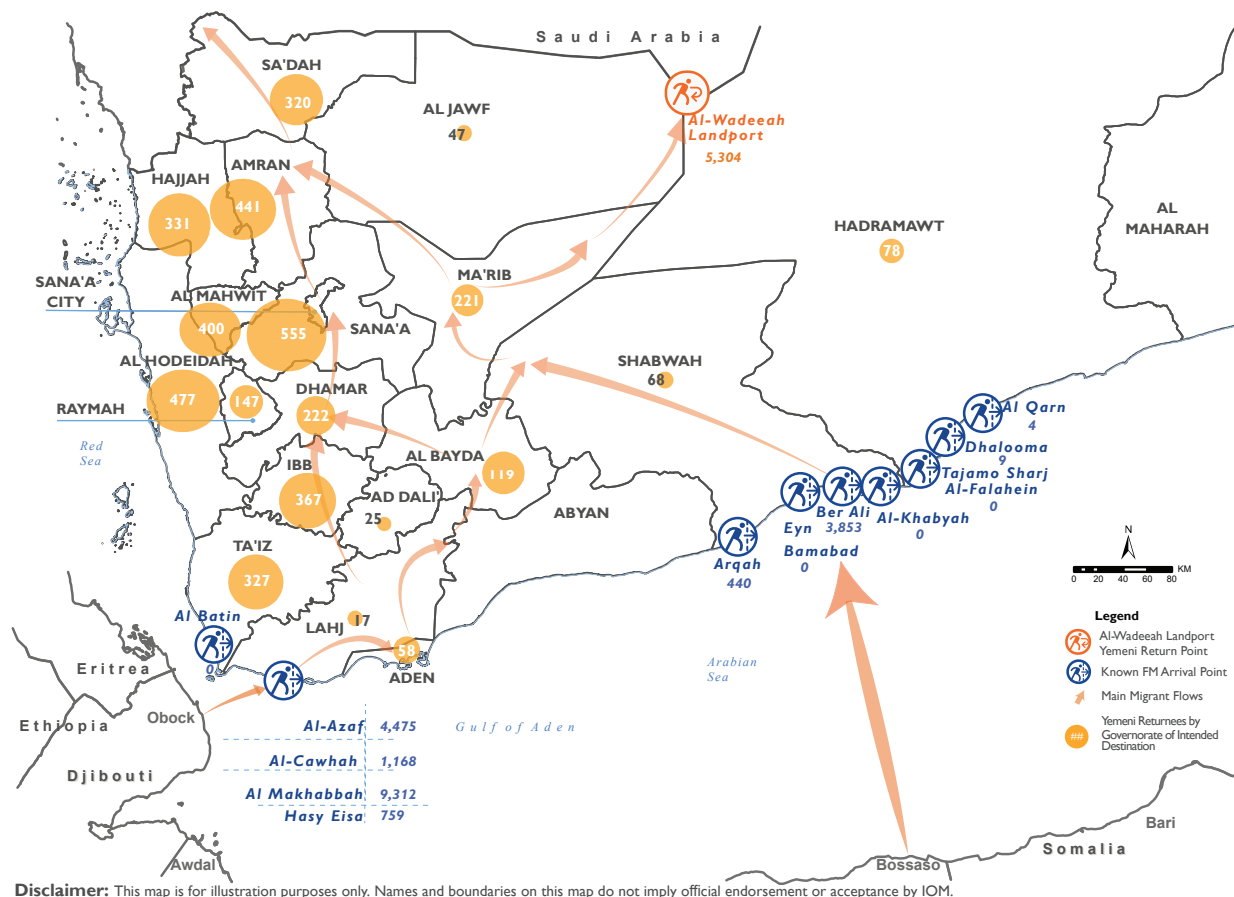 Saudi Arabia
SA'DAH
320
AL JAWF
47
Al-Wadeeah
Landport
5,304
AMRAN
HAJJAH
441
331
HADRAMAWT
78
AL
MAHARAH
SANA'A
CITY
MA'RIB
221
AL MAHWIT
400
555
SANA'A
AL HODEIDAH
477
147
DHAMAR
222
SHABWAH
68
RAYMAH
Red
Sea
IBB
367
AL BAYDA
119
AD DALI'
25
ABYAN
Al Qarn
4
Dhalooma
9
Tajamo Sharj
Al-Falahein
0
Al-Khabyah
0
Ber Ali
3,853
Eyn
Bamabad
0
Arqah
440
TA'IZ
327
Al Batin
0
LAHJ
17
58
ADEN
Arabian
Sea
Gulf of Aden
Eritrea
Ethiopia
Obock
Djibouti
Awdal
Al-Azaf 4,475
Al-Cawhah 1,168
Al Makhabbah 9,312
Hasy Eisa 759
N
0 20 40 60 80 KM
Legend
Al-Wadeeah Landport
Yemeni Return Point
Known FM Arrival Point
Main Migrant Flows
## Yemeni Returnees by
Governorate of Intended
Destination
Bari
Somalia
Bossaso
Disclaimer: This map is for illustration purposes only. Names and boundaries on this map do not imply official endorsement or acceptance by IOM.